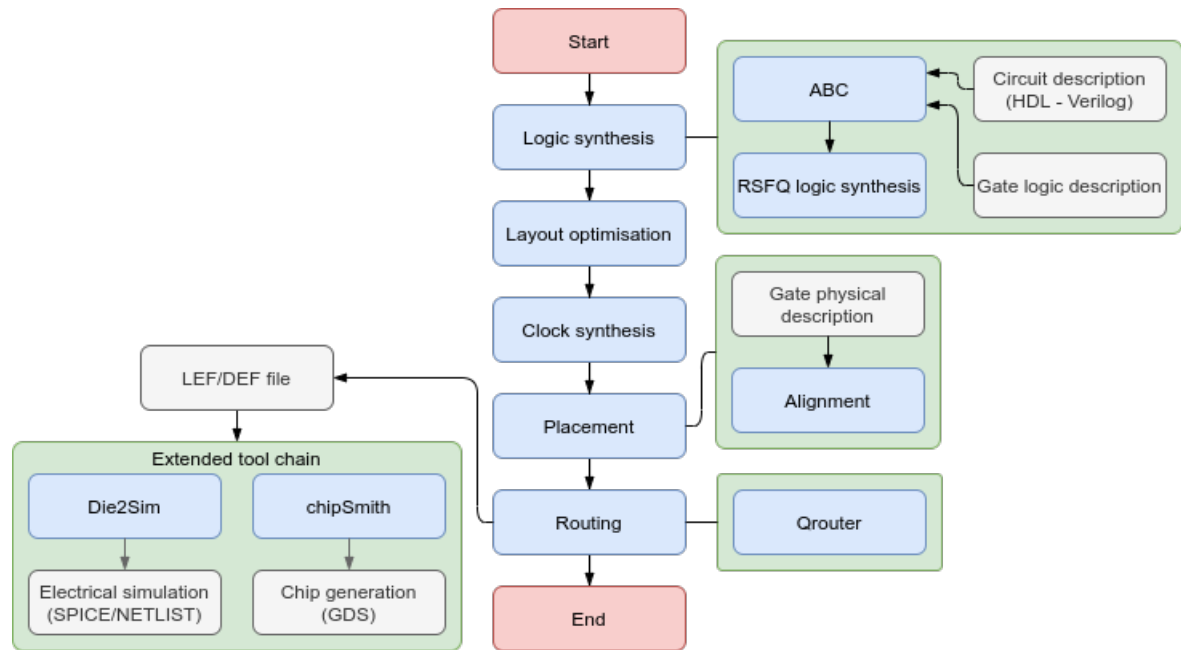 Start
Logic synthesis
Layout optimisation
Clock synthesis
Placement
Routing
End
ABC
RSFQ logic synthesis
Circuit description
(HDL - Verilog)
Gate logic description
Gate physical
description
Alignment
Qrouter
LEF/DEF file
Extended tool chain
Die2Sim
chipSmith
Electrical simulation
(SPICE/NETLIST)
Chip generation
(GDS)